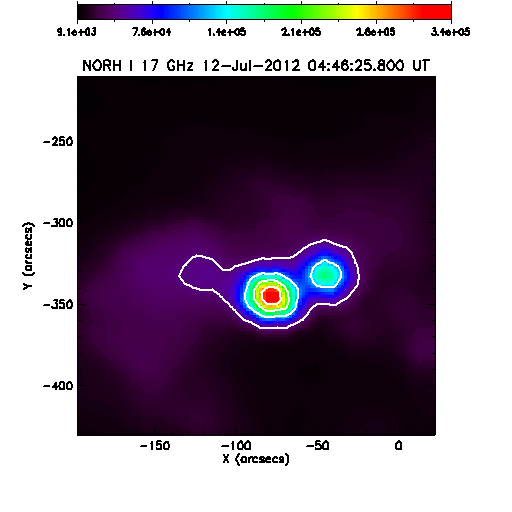 9.1e+03 7.6e+04 1.4e+05 2.1e+05 2.8e+05 3.4e+05
NORH I 17 GHz 12-Jul-2012 04:46:25.800 UT
-250
-300
-350
-400
Y (arcsecs)
-150 -100 -50 0
X (arcsecs)